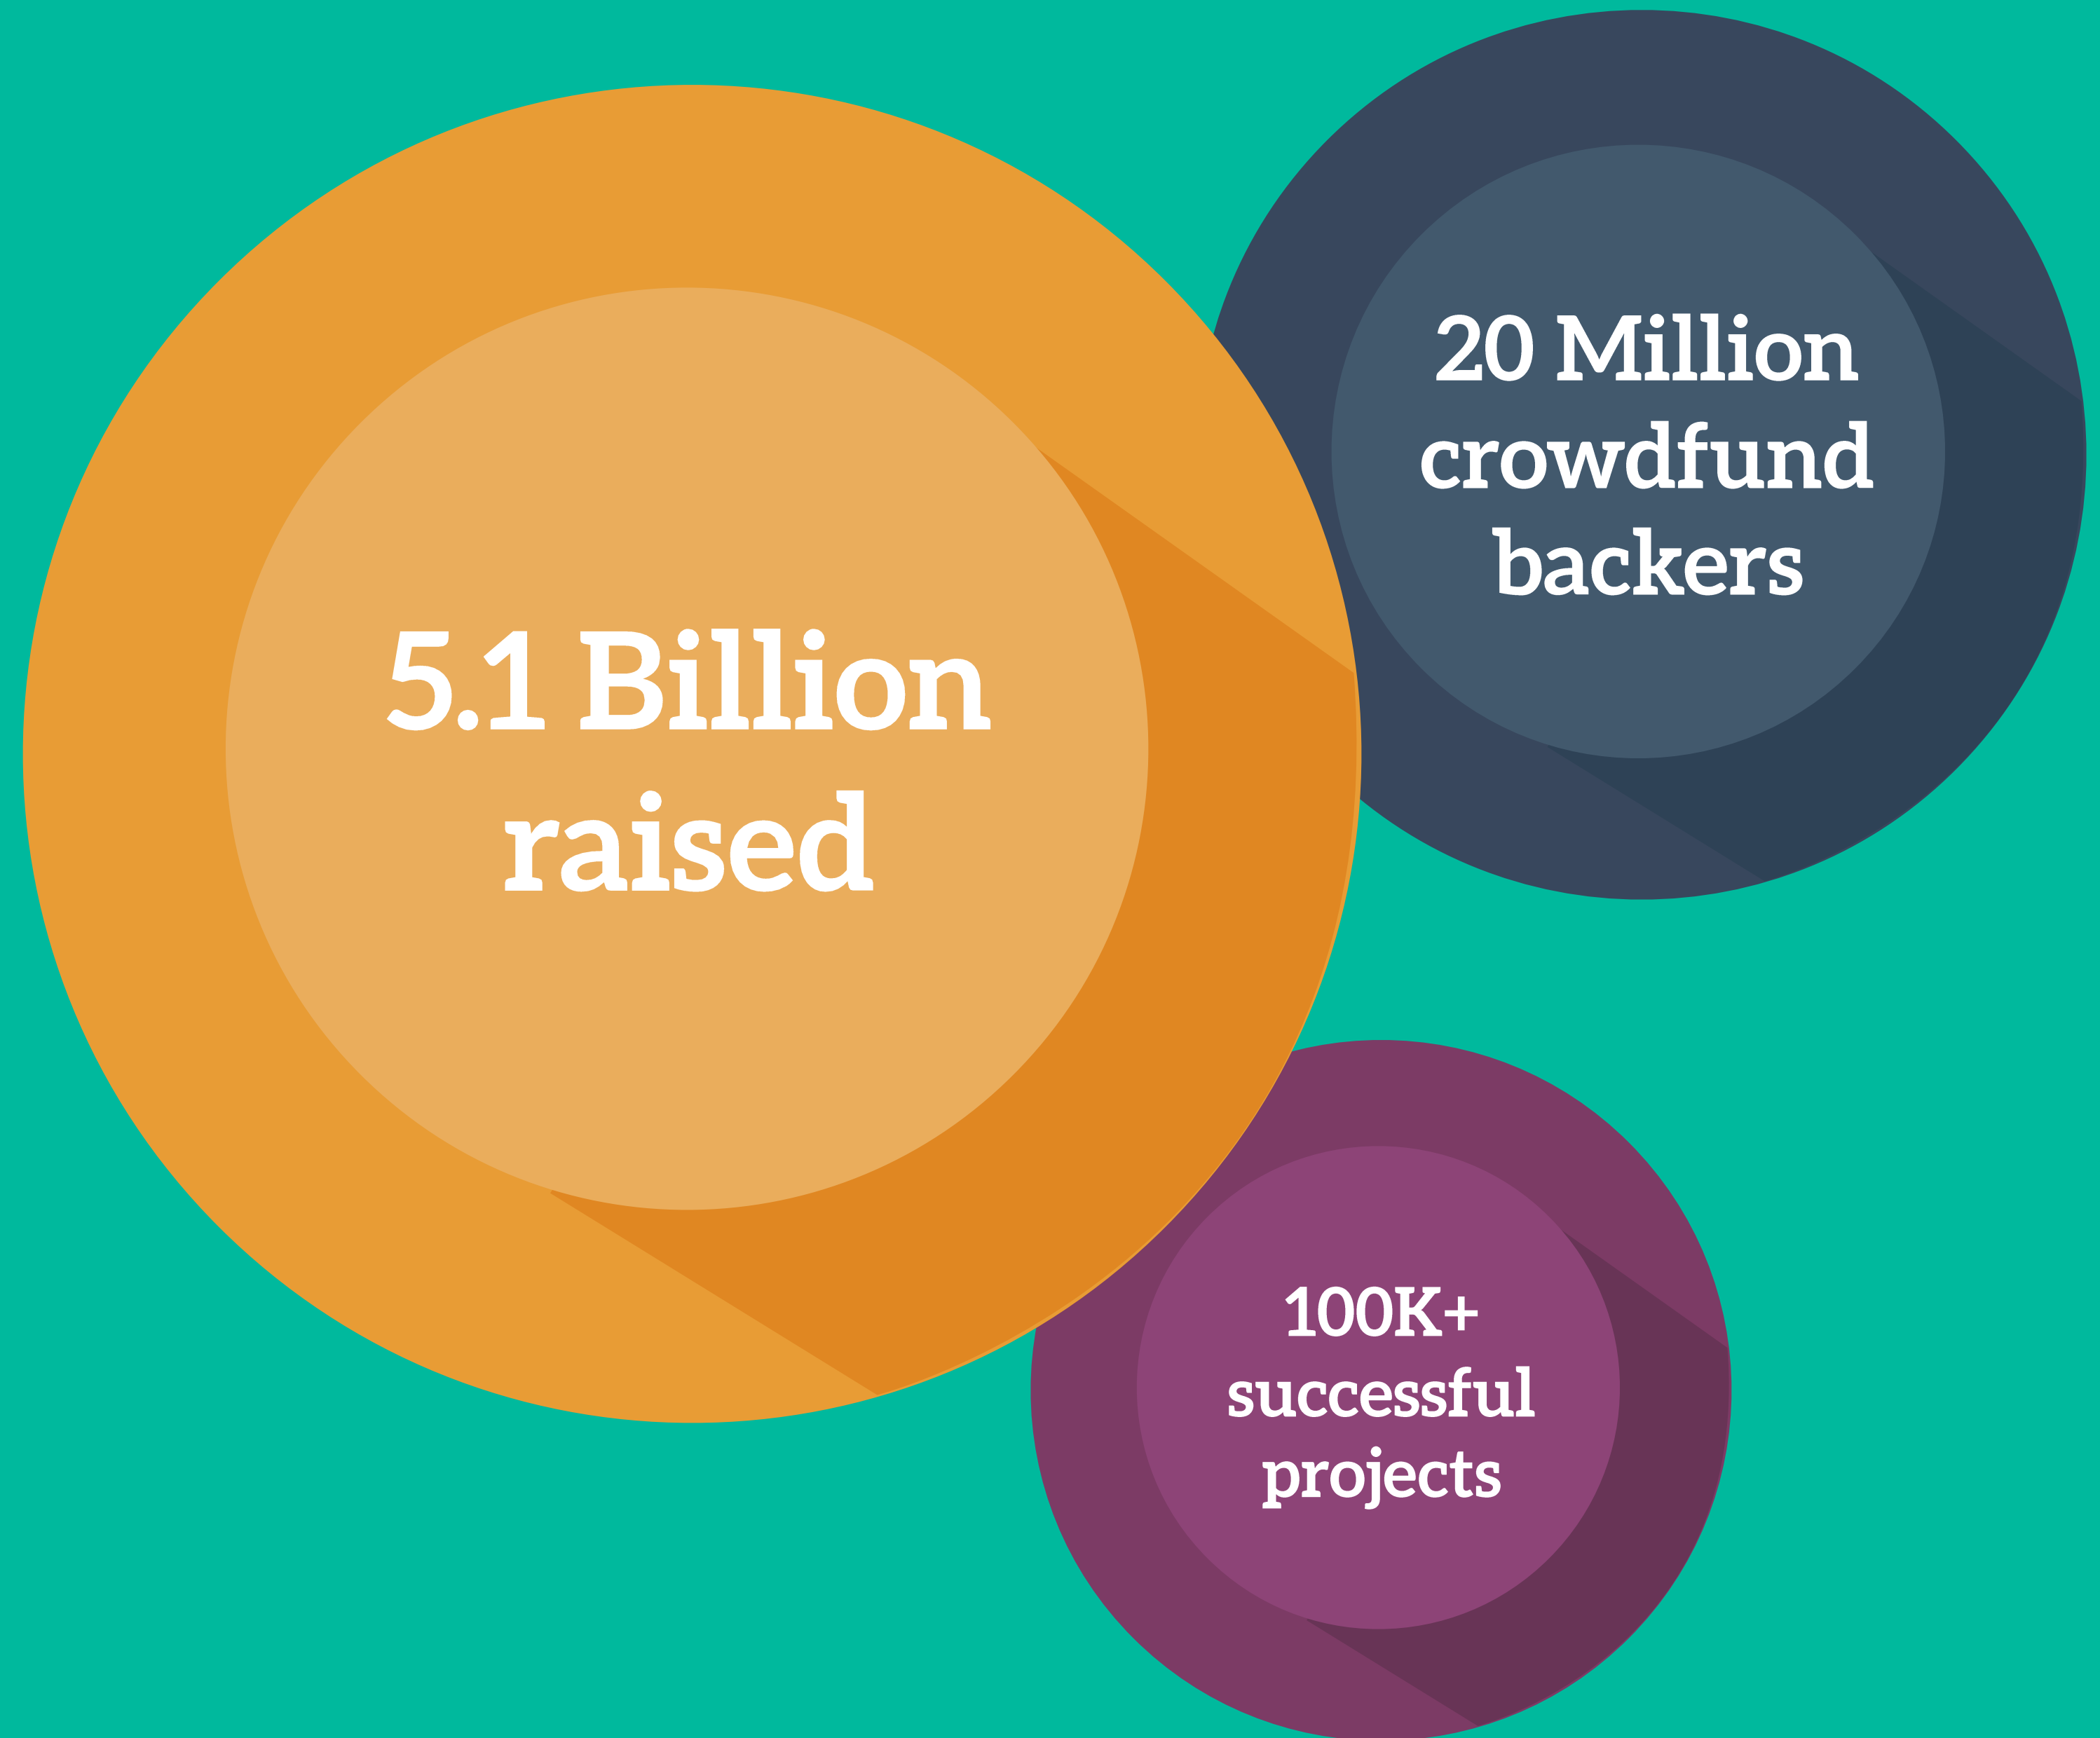 5.1 Billion
raised
20 Million
crowdfund
backers
100K+
successful
projects